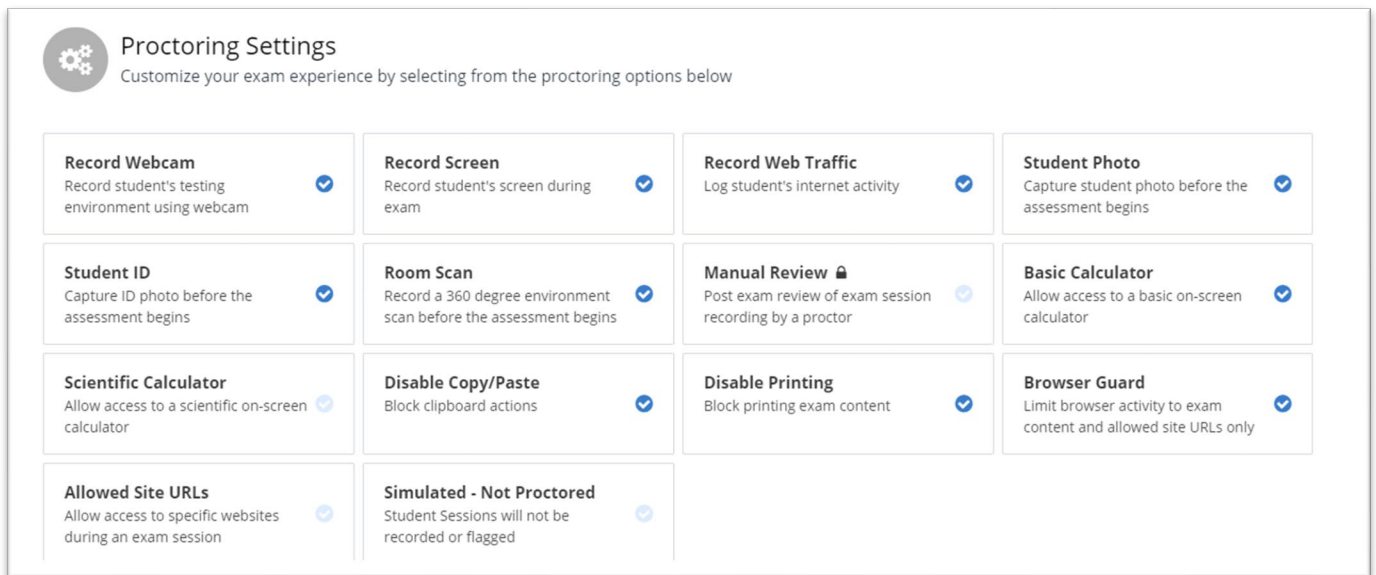 Proctoring Settings
Customize your exam experience by selecting from the proctoring options below
Record Webcam
Record student's testing
environment using webcam
Record Screen
Record student's screen during
exam
Record Web Traffic
Log student's internet activity
Student Photo
Capture student photo before the
assessment begins
Student ID
Capture ID photo before the
assessment begins
Room Scan
Record a 360 degree environment
scan before the assessment begins
Manual Review
Post exam review of exam session
recording by a proctor
Basic Calculator
Allow access to a basic on-screen
calculator
Scientific Calculator
Allow access to a scientific on-screen
calculator
Disable Copy/Paste
Block clipboard actions
Disable Printing
Block printing exam content
Browser Guard
Limit browser activity to exam
content and allowed site URLs only
Allowed Site URLs
Allow access to specific websites
during an exam session
Simulated - Not Proctored
Student Sessions will not be
recorded or flagged